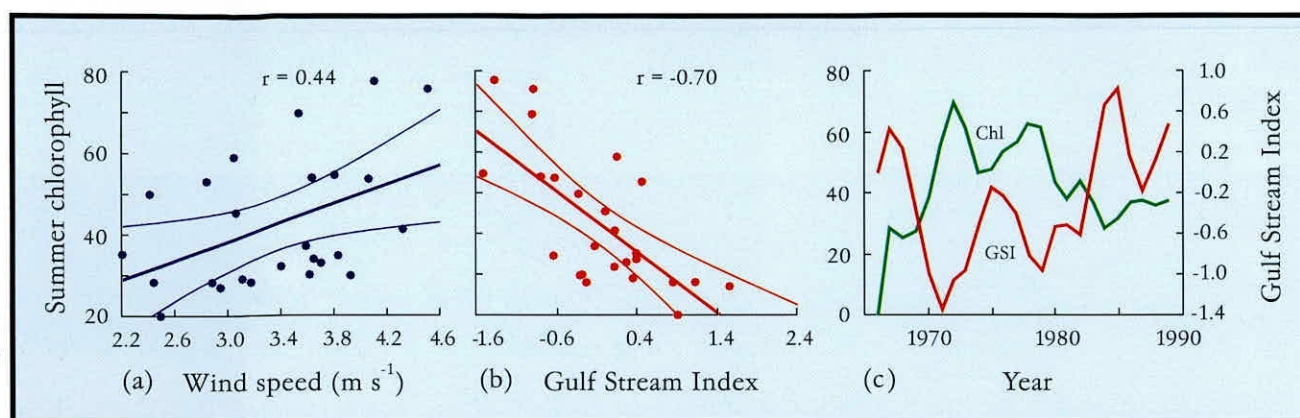 r = 0.44
r = -0.70
Summer chlorophyll
80
60
40
20
2.2 2.6 3.0 3.4 3.8 4.2 4.6
(a) Wind speed (m s⁻¹)
-1.6 -0.6 0.4 1.4 2.4
(b) Gulf Stream Index
80
60
40
20
0
Chl
GSI
1.0
0.6
0.2
-0.2
-0.6
-1.0
-1.4
Gulf Stream Index
1970 1980 1990
(c) Year